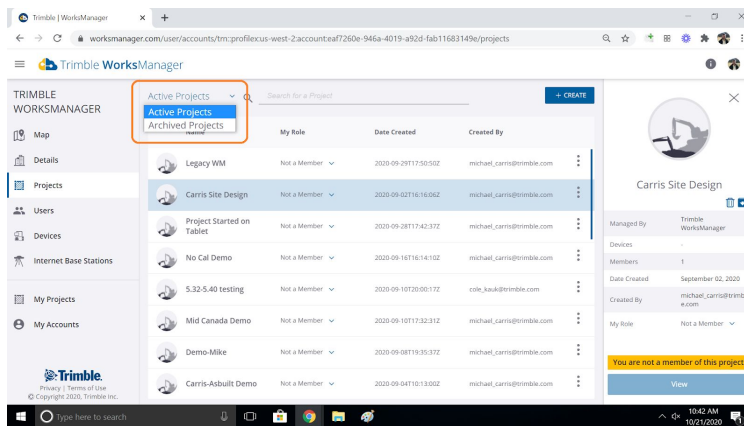 Trimble | WorksManager
worksmanager.com/user/accounts/trn::profilex:us-west-2:account:eaf7260e-946a-4019-a92d-fab11683149e/projects
Trimble WorksManager
TRIMBLE
WORKSMANAGER
Map
Details
Projects
Users
Devices
Internet Base Stations
My Projects
My Accounts
Trimble.
Privacy | Terms of Use
© Copyright 2020, Trimble Inc.
Active Projects
Search for a Project
+ CREATE
Active Projects
Archived Projects
Name My Role Date Created Created By
Legacy WM Not a Member 2020-09-29T17:50:50Z michael_carris@trimble.com
Carris Site Design Not a Member 2020-09-02T16:16:06Z michael_carris@trimble.com
Project Started on
Tablet Not a Member 2020-09-28T17:42:37Z michael_carris@trimble.com
No Cal Demo Not a Member 2020-09-16T16:14:10Z michael_carris@trimble.com
5.32-5.40 testing Not a Member 2020-09-10T20:00:17Z cole_kauk@trimble.com
Mid Canada Demo Not a Member 2020-09-10T17:32:31Z michael_carris@trimble.com
Demo-Mike Not a Member 2020-09-08T19:35:37Z michael_carris@trimble.com
Carris-Asbuilt Demo Not a Member 2020-09-04T10:13:00Z michael_carris@trimble.com
Carris Site Design
Managed By Trimble
WorksManager
Devices -
Members 1
Date Created September 02, 2020
Created By michael_carris@trimb
e.com
My Role Not a Member
You are not a member of this project
View
Type here to search
10:42 AM
10/21/2020